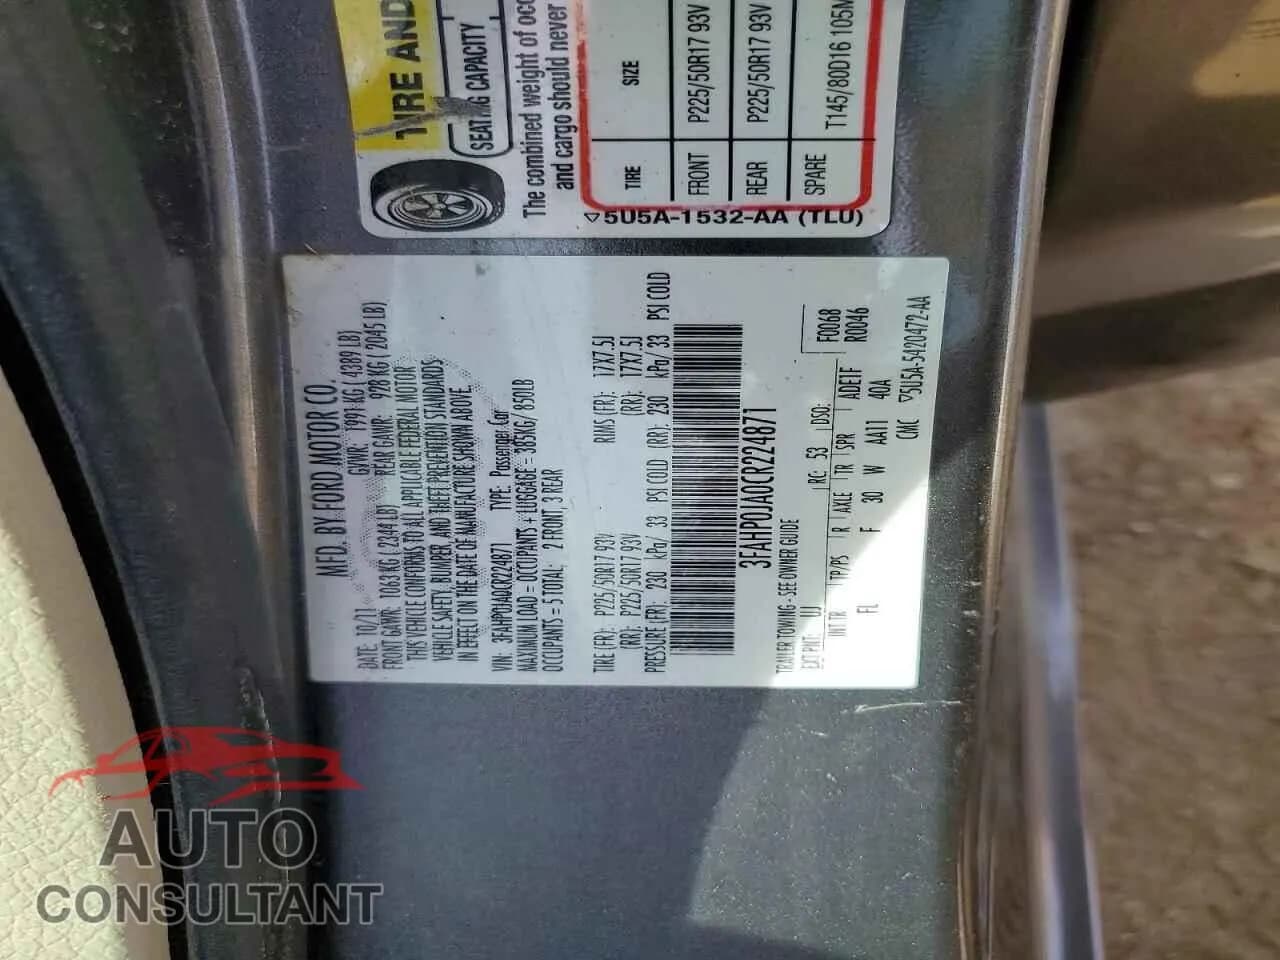 TIRE AND
SEATING CAPACITY
The combined weight of occ
and cargo should never
TIRE SIZE
FRONT P225/50R17 93V
REAR P225/50R17 93V
SPARE T145/80D16 105M
5U5A-1532-AA (TLU)
MFD. BY FORD MOTOR CO.
DATE: 10/11 GVWR: 1991 KG ( 4389 LB)
FRONT GAWR: 1063 KG ( 2344 LB) REAR GAWR: 928 KG ( 2045 LB)
THIS VEHICLE CONFORMS TO ALL APPLICABLE FEDERAL MOTOR
VEHICLE SAFETY, BUMPER, AND THEFT PREVENTION STANDARDS
IN EFFECT ON THE DATE OF MANUFACTURE SHOWN ABOVE.
VIN: 3FAHP0JA0CR224871 TYPE: Passenger Car
MAXIMUM LOAD = OCCUPANTS + LUGGAGE = 385KG/ 850LB
OCCUPANTS = 5 TOTAL; 2 FRONT, 3 REAR
TIRE (FR): P225/50R17 93V RIMS (FR): 17X7.5J
(RR): P225/50R17 93V (RR): 17X7.5J
PRESSURE (FR): 230 kPa/ 33 PSI COLD (RR): 230 kPa/ 33 PSI COLD
3FAHP0JA0CR224871
TRAILER TOWING - SEE OWNER GUIDE
F0068
EXT PNT: UJ RC: 53 DSO: R0046
INT TR TP/PS R AXLE TR SPR ADE1F
FL F 30 W AA11 40A
CMC 5U5A-5420472-AA
AUTO
CONSULTANT